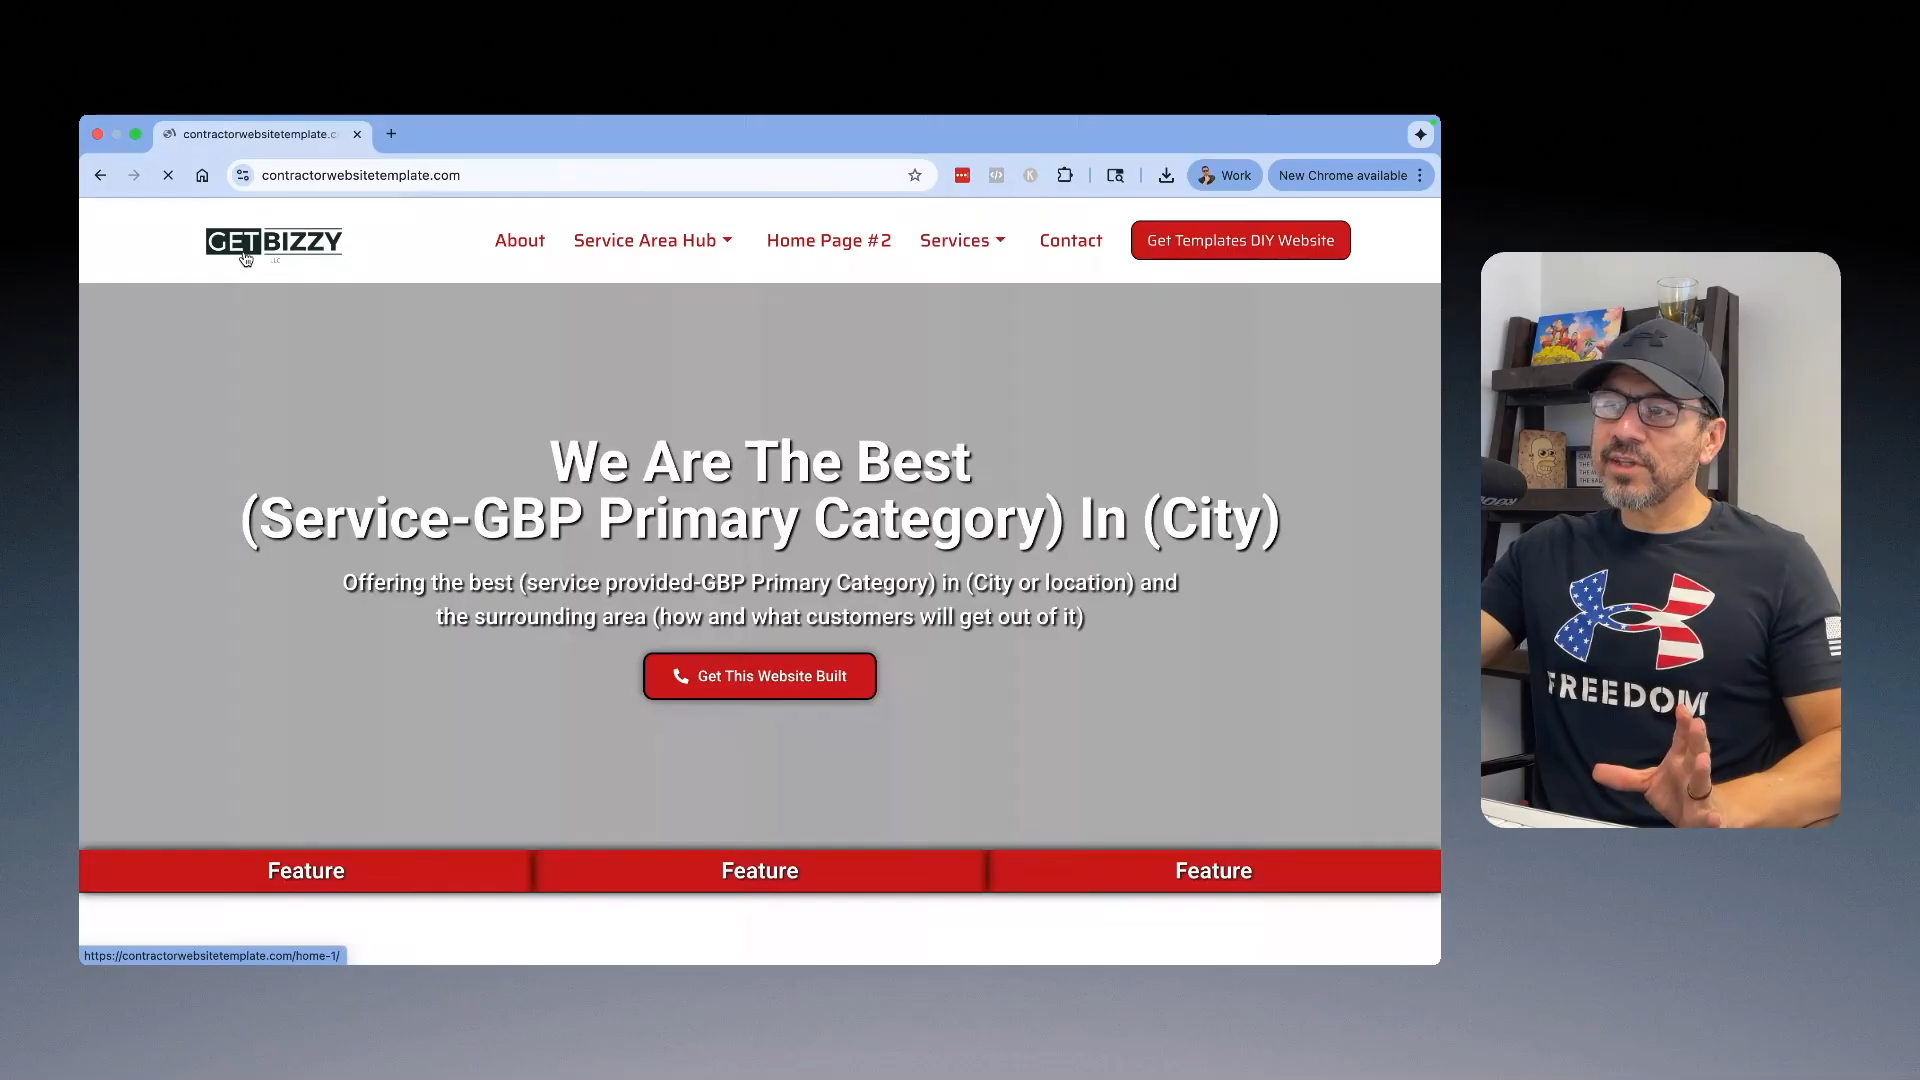 contractorwebsitetemplate.c
contractorwebsitetemplate.com
K
Work
New Chrome available
GETBIZZY
LLC
About
Service Area Hub
Home Page #2
Services
Contact
Get Templates DIY Website
We Are The Best
(Service-GBP Primary Category) In (City)
Offering the best (service provided-GBP Primary Category) in (City or location) and
the surrounding area (how and what customers will get out of it)
Get This Website Built
Feature
Feature
Feature
https://contractorwebsitetemplate.com/home-1/
FREEDOM